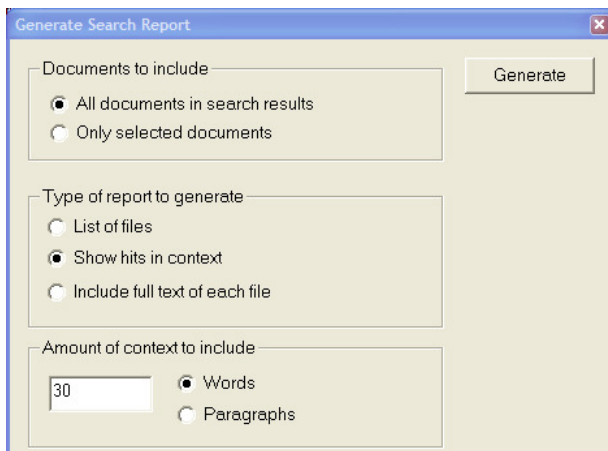 Generate Search Report
Documents to include
Generate
All documents in search results
Only selected documents
Type of report to generate
List of files
Show hits in context
Include full text of each file
Amount of context to include
30
Words
Paragraphs